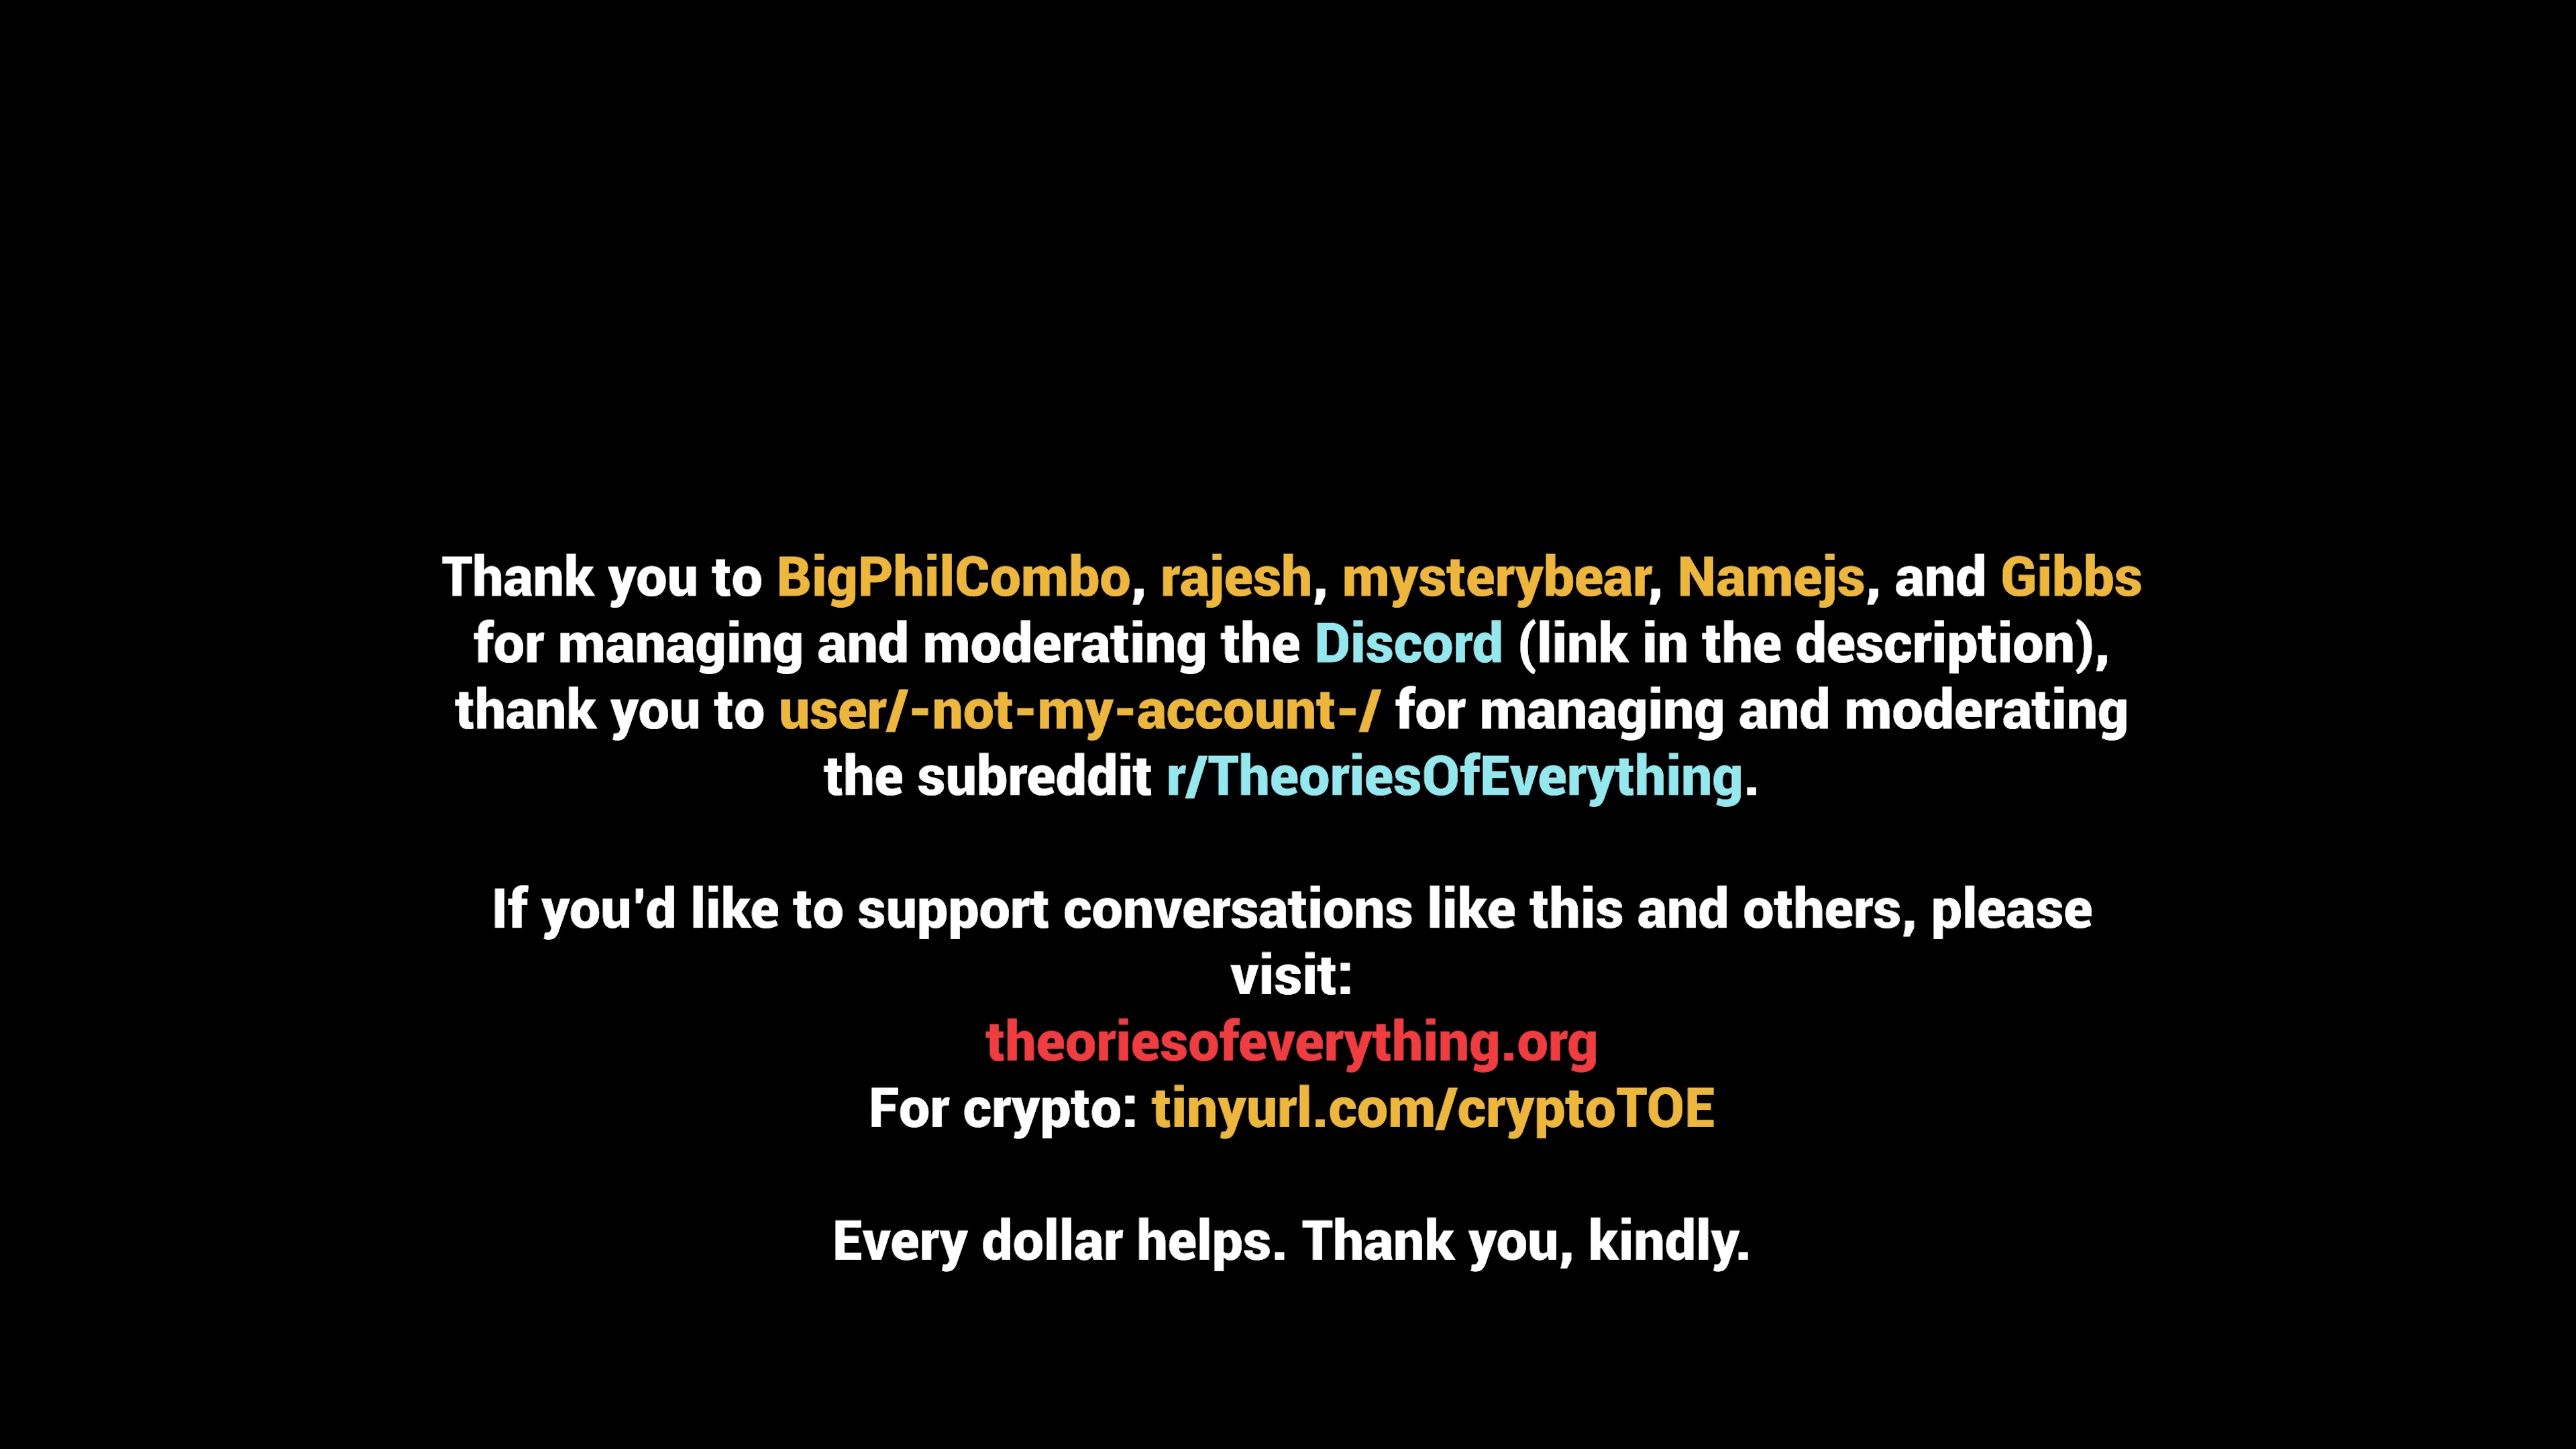 Thank you to BigPhilCombo, rajesh, mysterybear, Namejs, and Gibbs
for managing and moderating the Discord (link in the description),
thank you to user/-not-my-account-/ for managing and moderating
the subreddit r/TheoriesOfEverything.
If you'd like to support conversations like this and others, please
visit:
theoriesofeverything.org
For crypto: tinyurl.com/cryptoTOE
Every dollar helps. Thank you, kindly.